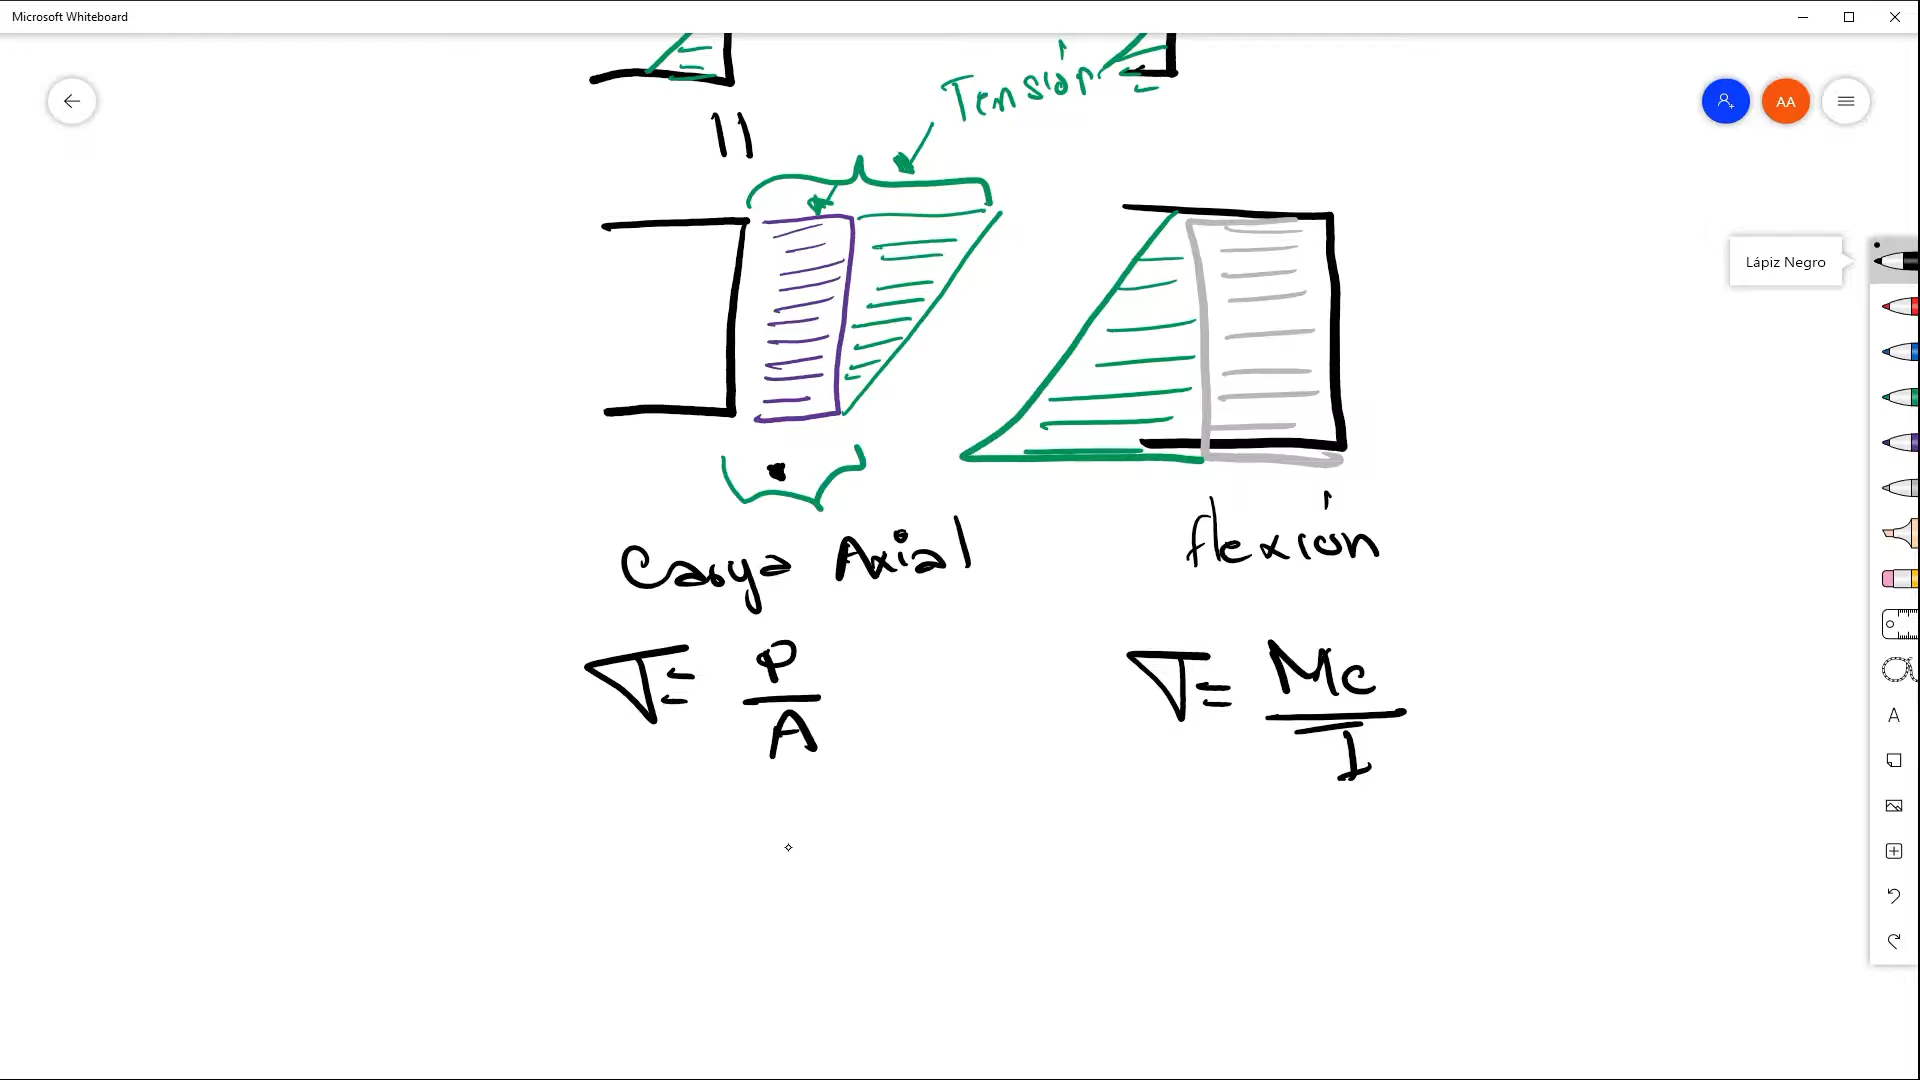 Microsoft Whiteboard
Tensión
AA
Lápiz Negro
Carga Axial
flexión
σ = P/A
σ = Mc/I
A